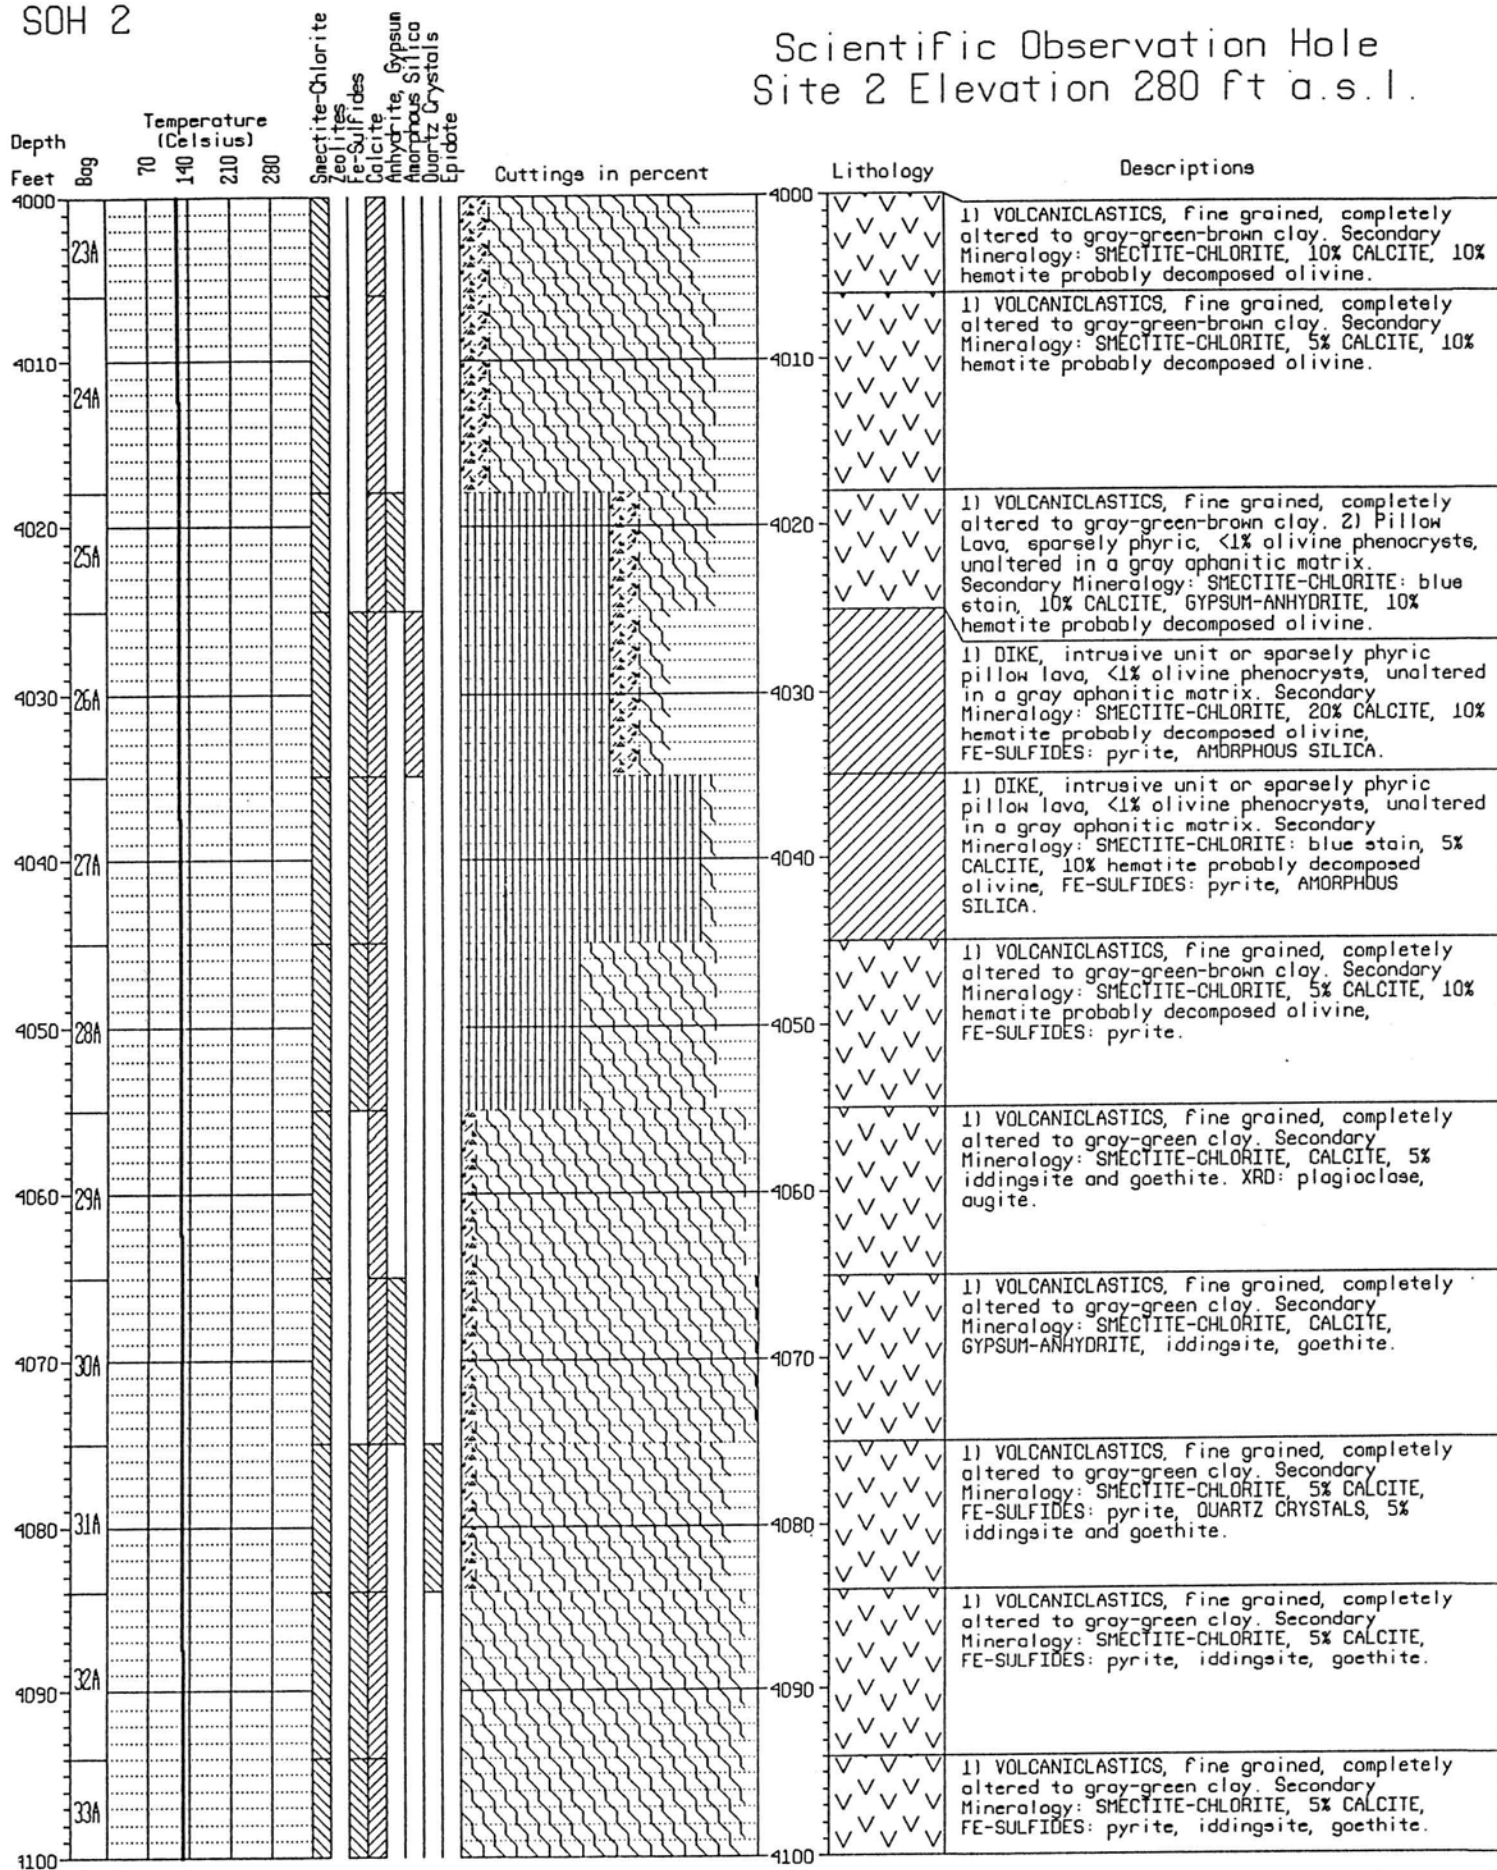 SOH 2
Scientific Observation Hole
Site 2 Elevation 280 ft a.s.l.
Depth
Feet
Bag
Temperature
(Celsius)
70
140
210
280
Smectite-Chlorite
Zeolites
Fe-Sulfides
Calcite
Anhydrite, Gypsum
Amorphous Silica
Quartz Crystals
Epidote
Cuttings in percent
Lithology
Descriptions
4000
4010
4020
4030
4040
4050
4060
4070
4080
4090
4100
23A
24A
25A
26A
27A
28A
29A
30A
31A
32A
33A
4000
4010
4020
4030
4040
4050
4060
4070
4080
4090
4100
1) VOLCANICLASTICS, fine grained, completely
altered to gray-green-brown clay. Secondary
Mineralogy: SMECTITE-CHLORITE, 10% CALCITE, 10%
hematite probably decomposed olivine.
1) VOLCANICLASTICS, fine grained, completely
altered to gray-green-brown clay. Secondary
Mineralogy: SMECTITE-CHLORITE, 5% CALCITE, 10%
hematite probably decomposed olivine.
1) VOLCANICLASTICS, fine grained, completely
altered to gray-green-brown clay. 2) Pillow
Lava, sparsely phyric, <1% olivine phenocrysts,
unaltered in a gray aphanitic matrix.
Secondary Mineralogy: SMECTITE-CHLORITE: blue
stain, 10% CALCITE, GYPSUM-ANHYDRITE, 10%
hematite probably decomposed olivine.
1) DIKE, intrusive unit or sparsely phyric
pillow lava, <1% olivine phenocrysts, unaltered
in a gray aphanitic matrix. Secondary
Mineralogy: SMECTITE-CHLORITE, 20% CALCITE, 10%
hematite probably decomposed olivine,
FE-SULFIDES: pyrite, AMORPHOUS SILICA.
1) DIKE, intrusive unit or sparsely phyric
pillow lava, <1% olivine phenocrysts, unaltered
in a gray aphanitic matrix. Secondary
Mineralogy: SMECTITE-CHLORITE: blue stain, 5%
CALCITE, 10% hematite probably decomposed
olivine, FE-SULFIDES: pyrite, AMORPHOUS
SILICA.
1) VOLCANICLASTICS, fine grained, completely
altered to gray-green-brown clay. Secondary
Mineralogy: SMECTITE-CHLORITE, 5% CALCITE, 10%
hematite probably decomposed olivine,
FE-SULFIDES: pyrite.
1) VOLCANICLASTICS, fine grained, completely
altered to gray-green clay. Secondary
Mineralogy: SMECTITE-CHLORITE, CALCITE, 5%
iddingsite and goethite. XRD: plagioclase,
augite.
1) VOLCANICLASTICS, fine grained, completely
altered to gray-green clay. Secondary
Mineralogy: SMECTITE-CHLORITE, CALCITE,
GYPSUM-ANHYDRITE, iddingsite, goethite.
1) VOLCANICLASTICS, fine grained, completely
altered to gray-green clay. Secondary
Mineralogy: SMECTITE-CHLORITE, 5% CALCITE,
FE-SULFIDES: pyrite, QUARTZ CRYSTALS, 5%
iddingsite and goethite.
1) VOLCANICLASTICS, fine grained, completely
altered to gray-green clay. Secondary
Mineralogy: SMECTITE-CHLORITE, 5% CALCITE,
FE-SULFIDES: pyrite, iddingsite, goethite.
1) VOLCANICLASTICS, fine grained, completely
altered to gray-green clay. Secondary
Mineralogy: SMECTITE-CHLORITE, 5% CALCITE,
FE-SULFIDES: pyrite, iddingsite, goethite.